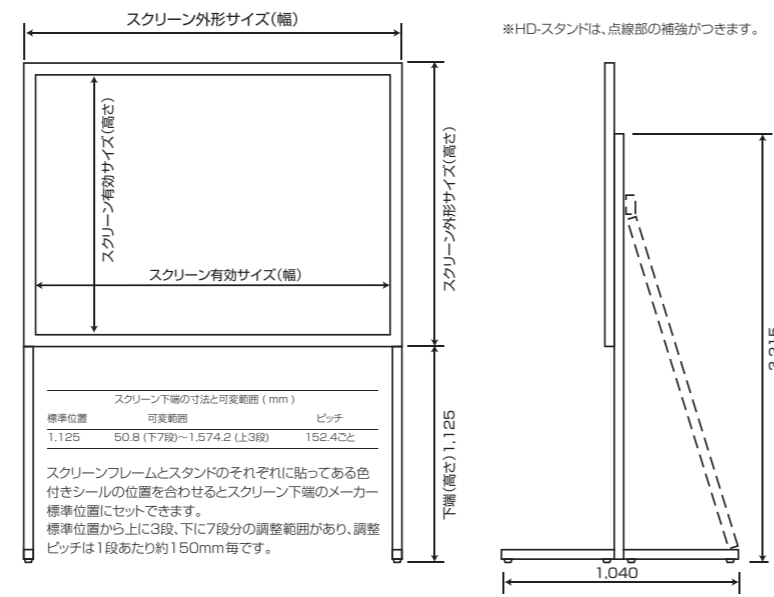 スクリーン外形サイズ(幅)
※HD-スタンドは、点線部の補強がつきます。
スクリーン有効サイズ(高さ)
スクリーン外形サイズ(高さ)
スクリーン有効サイズ(幅)
スクリーン下端の寸法と可変範囲 ( mm )
標準位置 可変範囲 ピッチ
1,125 50.8 (下7段)~1,574.2 (上3段) 152.4ごと
スクリーンフレームとスタンドのそれぞれに貼ってある色
付きシールの位置を合わせるとスクリーン下端のメーカー
標準位置にセットできます。
標準位置から上に3段、下に7段分の調整範囲があり、調整
ピッチは1段あたり約150mm毎です。
下端(高さ)1,125
1,040